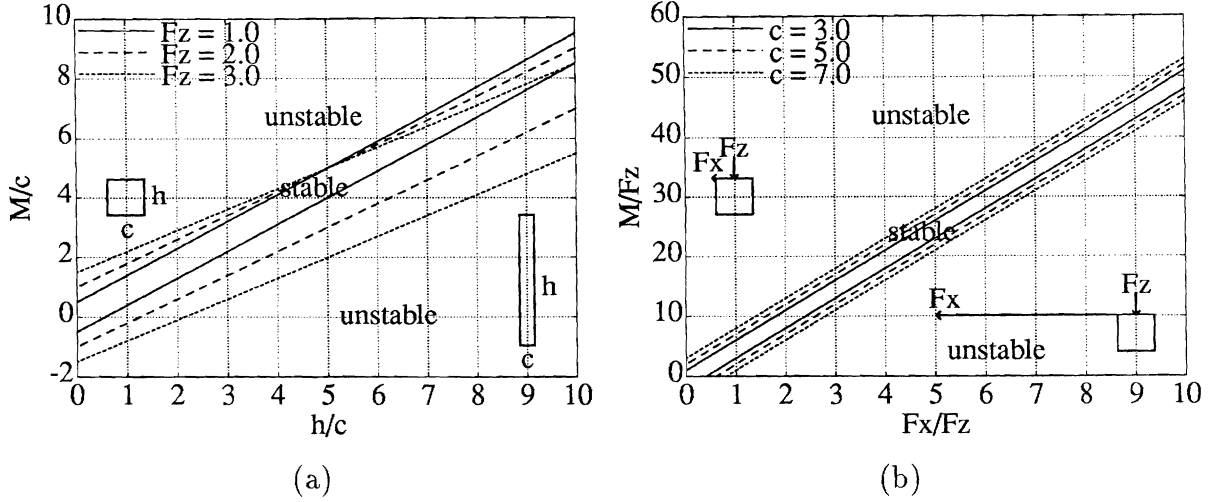 10
8
6
4
2
0
-2
M/c
Fz = 1.0
Fz = 2.0
Fz = 3.0
unstable
stable
unstable
h
c
h
c
0 1 2 3 4 5 6 7 8 9 10
h/c
(a)
60
50
40
30
20
10
0
M/Fz
c = 3.0
c = 5.0
c = 7.0
unstable
Fz
Fx
stable
Fz
Fx
unstable
0 1 2 3 4 5 6 7 8 9 10
Fx/Fz
(b)